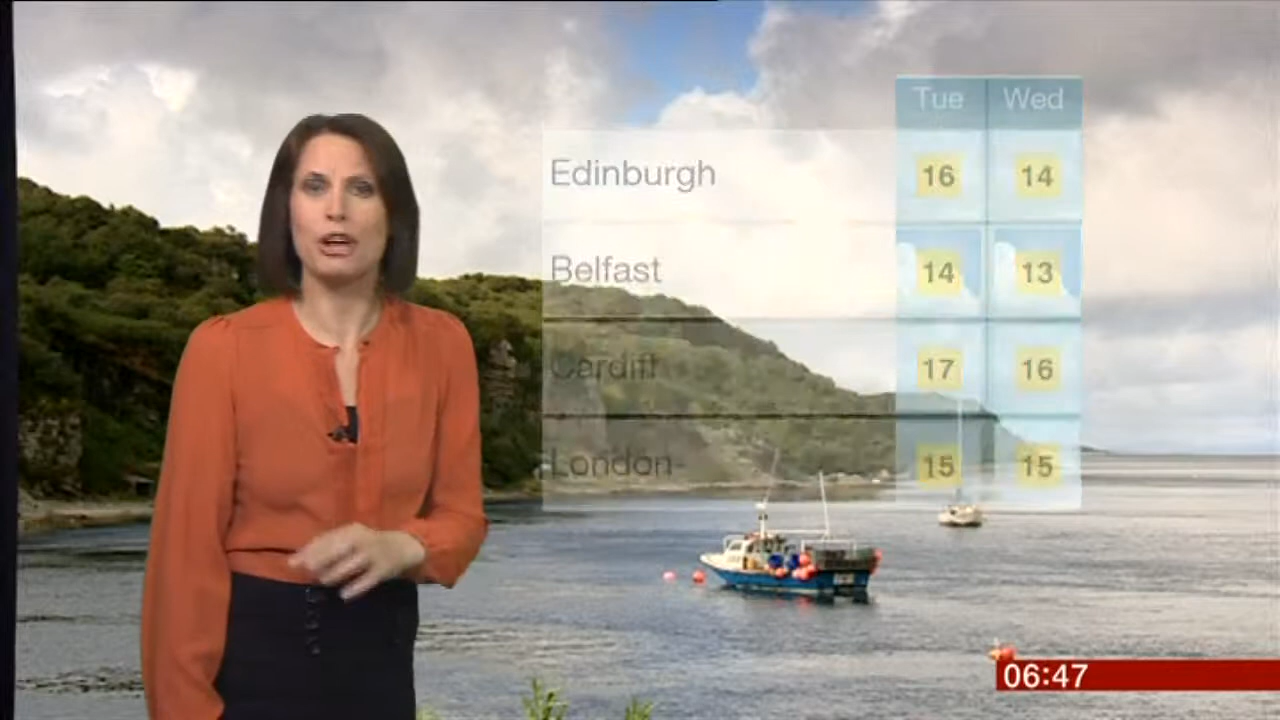 Tue Wed
Edinburgh 16 14
Belfast 14 13
Cardiff 17 16
London 15 15
06:47